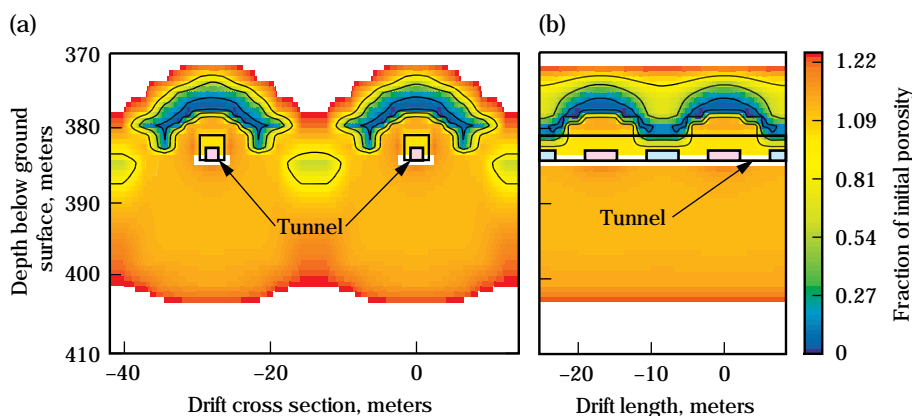 (a)
(b)
370
380
390
400
410
Depth below ground
surface, meters
Tunnel
−40
−20
0
Drift cross section, meters
Tunnel
−20
−10
0
Drift length, meters
1.22
1.09
0.81
0.54
0.27
0
Fraction of initial porosity